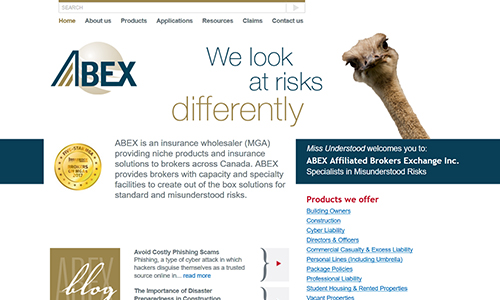 SEARCH
Home About us Products Applications Resources Claims Contact us
ABEX
We look
at risks
differently
ABEX is an insurance wholesaler (MGA)
providing niche products and insurance
solutions to brokers across Canada. ABEX
provides brokers with capacity and specialty
facilities to create out of the box solutions for
standard and misunderstood risks.
Miss Understood welcomes you to:
ABEX Affiliated Brokers Exchange Inc.
Specialists in Misunderstood Risks
Products we offer
Building Owners
Construction
Cyber Liability
Directors & Officers
Commercial Casualty & Excess Liability
Personal Lines (Including Umbrella)
Package Policies
Professional Liability
Student Housing & Rented Properties
Vacant Properties
ABEX
blog
Avoid Costly Phishing Scams
Phishing, a type of cyber attack in which
hackers disguise themselves as a trusted
source online in... read more
The Importance of Disaster
Preparedness in Construction